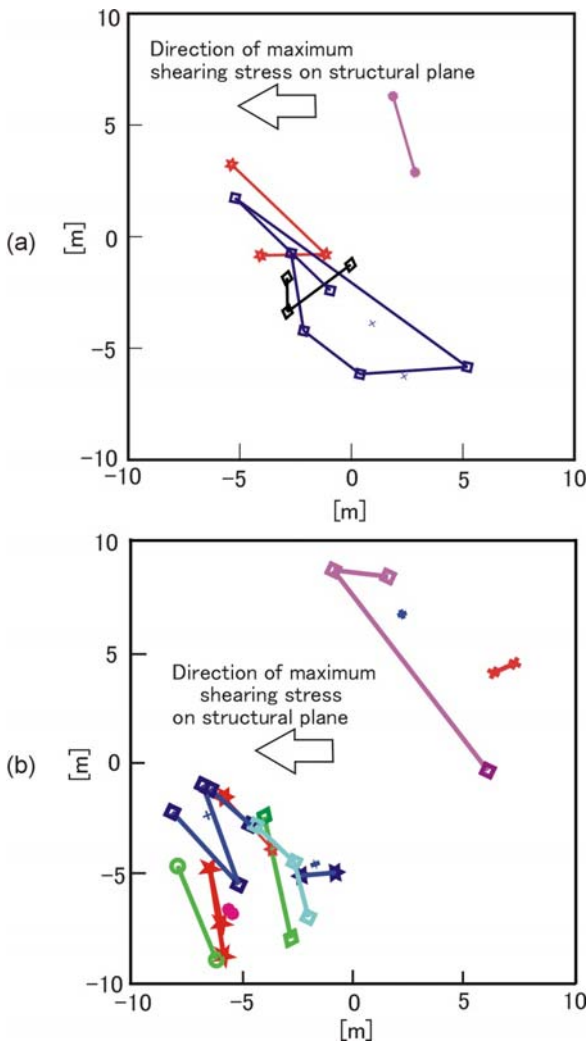 10
Direction of maximum
shearing stress on structural plane
5
(a)
0
[m]
-5
-10
-10
-5
0
5
10
[m]
10
5
Direction of maximum
shearing stress
on structural plane
(b)
0
[m]
-5
-10
-10
-5
0
5
10
[m]